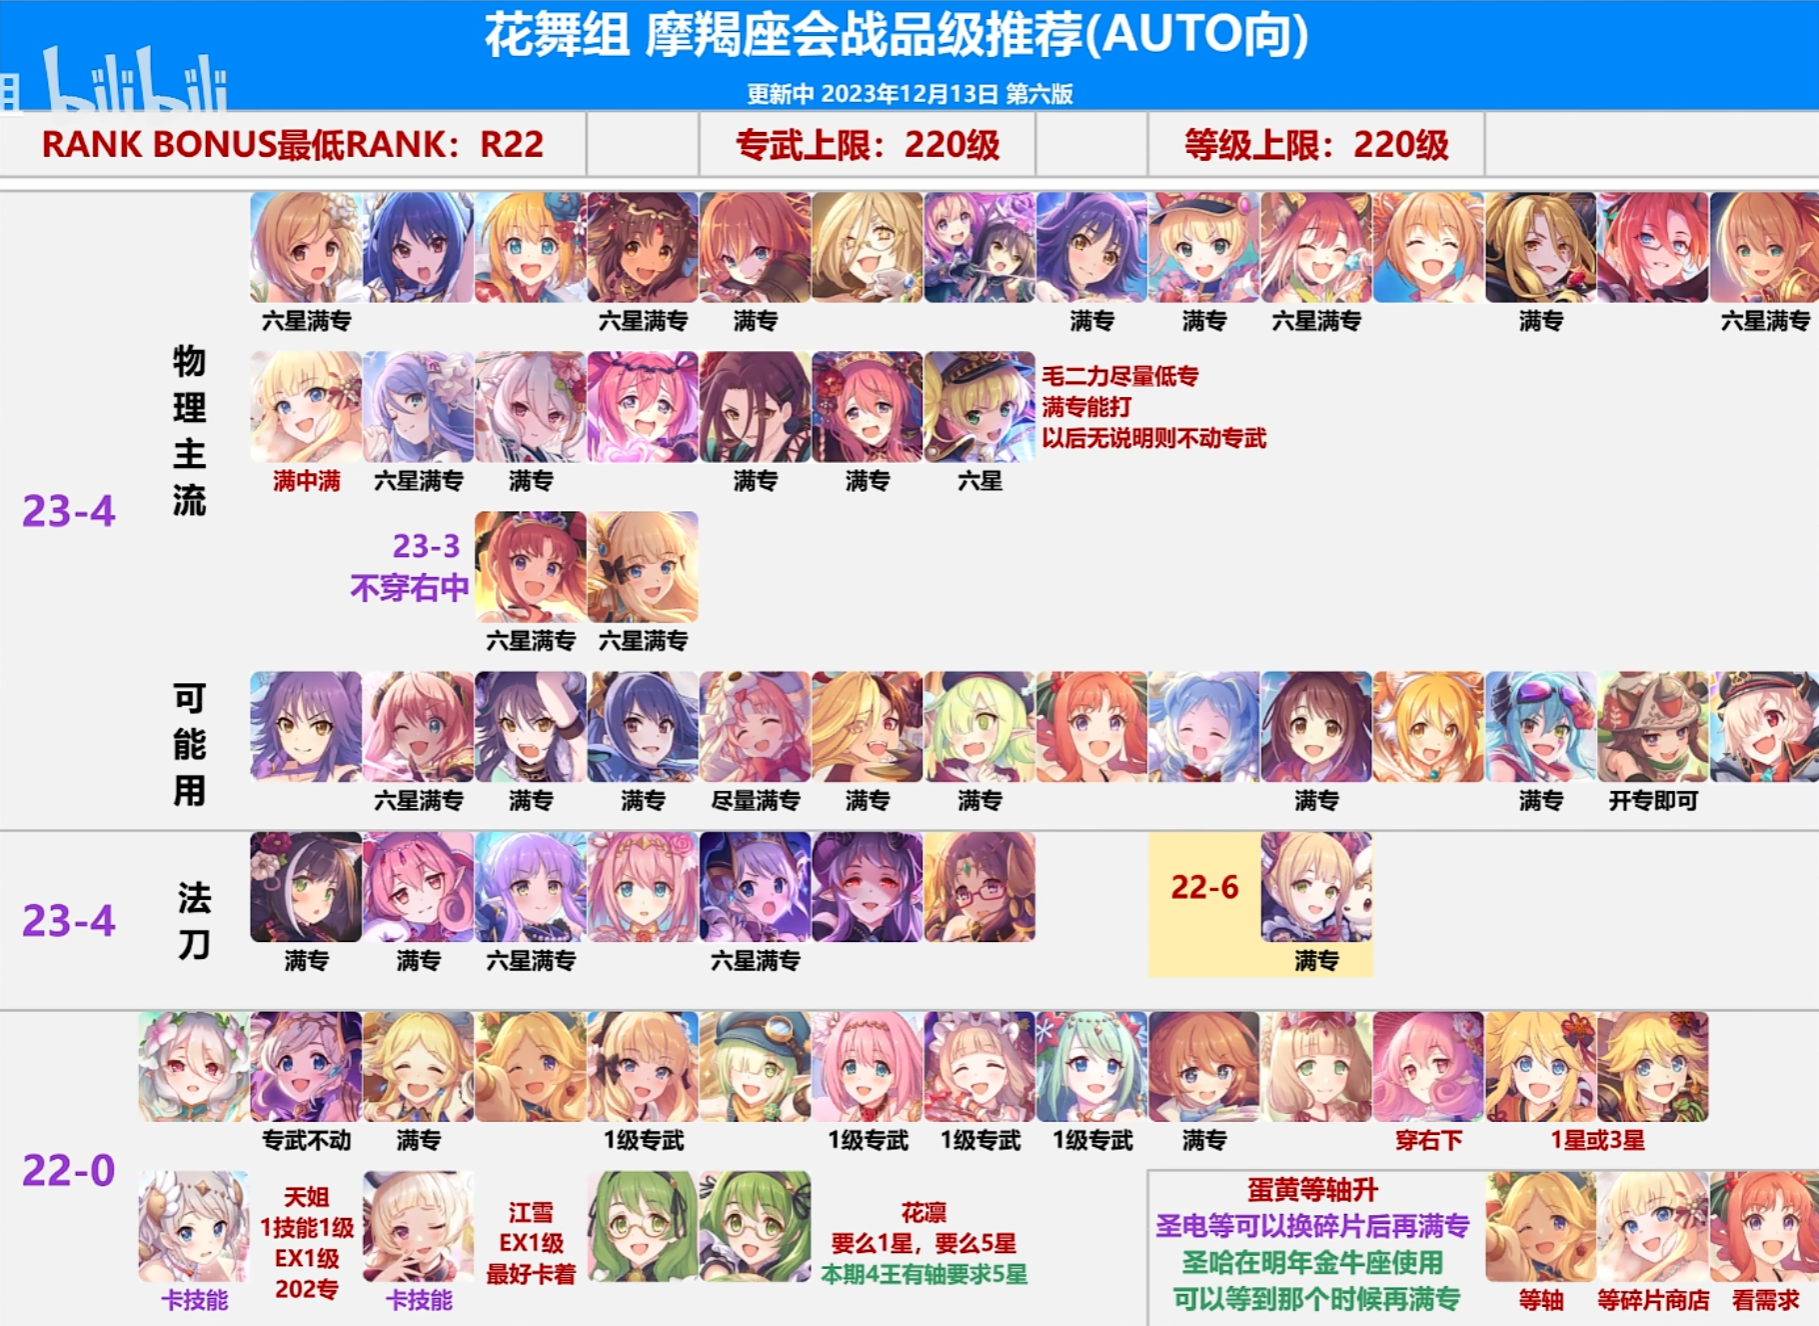 花舞组 摩羯座会战品级推荐(AUTO向)
更新中 2023年12月13日 第六版
组 bilibili
RANK BONUS最低RANK：R22 专武上限：220级 等级上限：220级
六星满专 六星满专 满专 满专 满专 六星满专 满专 六星满专
物理主流
毛二力尽量低专
满专能打
以后无说明则不动专武
满中满 六星满专 满专 满专 满专 六星
23-4
23-3
不穿右中
六星满专 六星满专
可能用
六星满专 满专 满专 尽量满专 满专 满专 满专 满专 开专即可
23-4 法刀
22-6
满专 满专 六星满专 六星满专 满专
专武不动 满专 1级专武 1级专武 1级专武 1级专武 满专 穿右下 1星或3星
22-0
卡技能
天姐
1技能1级
EX1级
202专
卡技能
江雪
EX1级
最好卡着
花凛
要么1星，要么5星
本期4王有轴要求5星
蛋黄等轴升
圣电等可以换碎片后再满专
圣哈在明年金牛座使用
可以等到那个时候再满专
等轴 等碎片商店 看需求